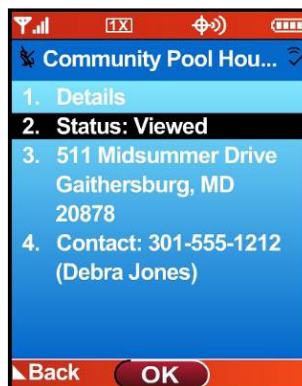 1X
Community Pool Hou...
1. Details
2. Status: Viewed
3. 511 Midsummer Drive
Gaithersburg, MD
20878
4. Contact: 301-555-1212
(Debra Jones)
Back OK